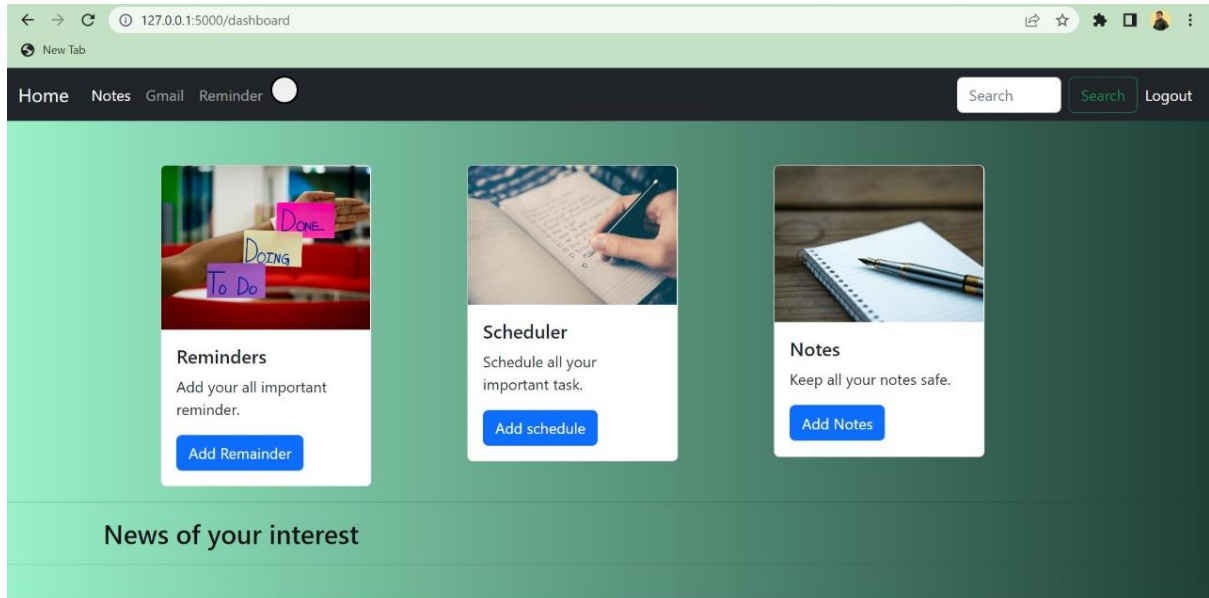 127.0.0.1:5000/dashboard
New Tab
Home Notes Gmail Reminder Search Search Logout
DONE
DOING
To Do
Reminders
Add your all important
reminder.
Add Remainder
Scheduler
Schedule all your
important task.
Add schedule
Notes
Keep all your notes safe.
Add Notes
News of your interest